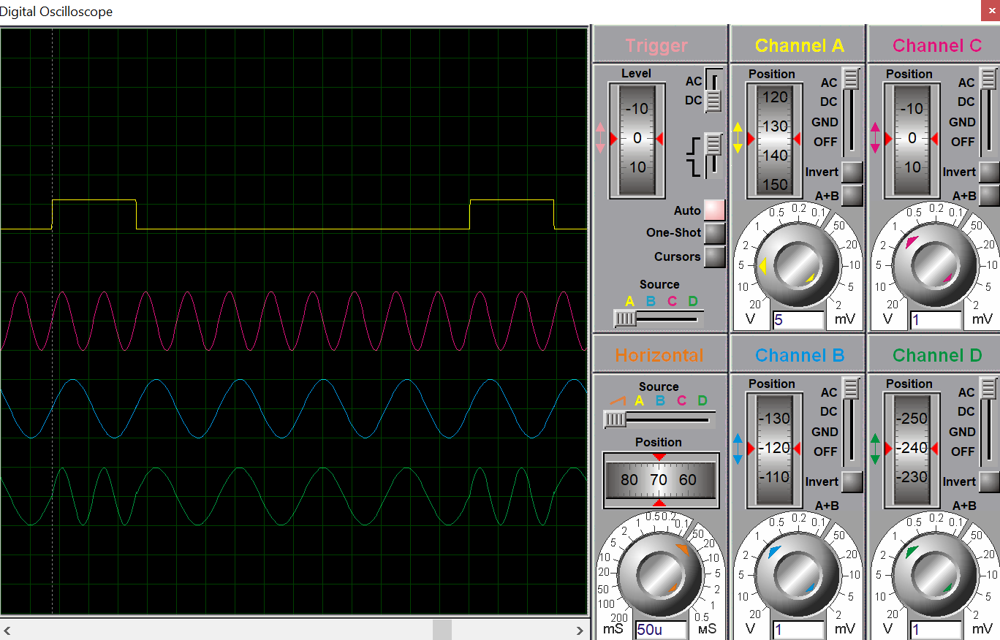 Digital Oscilloscope
Trigger
Level
-10
0
10
AC
DC
Auto
One-Shot
Cursors
Source
A B C D
Channel A
Position
120
130
140
150
AC
DC
GND
OFF
Invert
A+B
0.5 0.2 0.1
1 50
2 20
5 10
10 5
20 2
V 5 mV
Channel C
Position
-10
0
10
AC
DC
GND
OFF
Invert
A+B
0.5 0.2 0.1
1 50
2 20
5 10
10 5
20 2
V 1 mV
Horizontal
Source
A B C D
Position
80 70 60
0.5 0.2 0.1
1 50
2 20
5 10
10 5
20 2
50 1
100 0.5
200
mS 50u мS
Channel B
Position
-130
-120
-110
AC
DC
GND
OFF
Invert
A+B
0.5 0.2 0.1
1 50
2 20
5 10
10 5
20 2
V 1 mV
Channel D
Position
-250
-240
-230
AC
DC
GND
OFF
Invert
A+B
0.5 0.2 0.1
1 50
2 20
5 10
10 5
20 2
V 1 mV